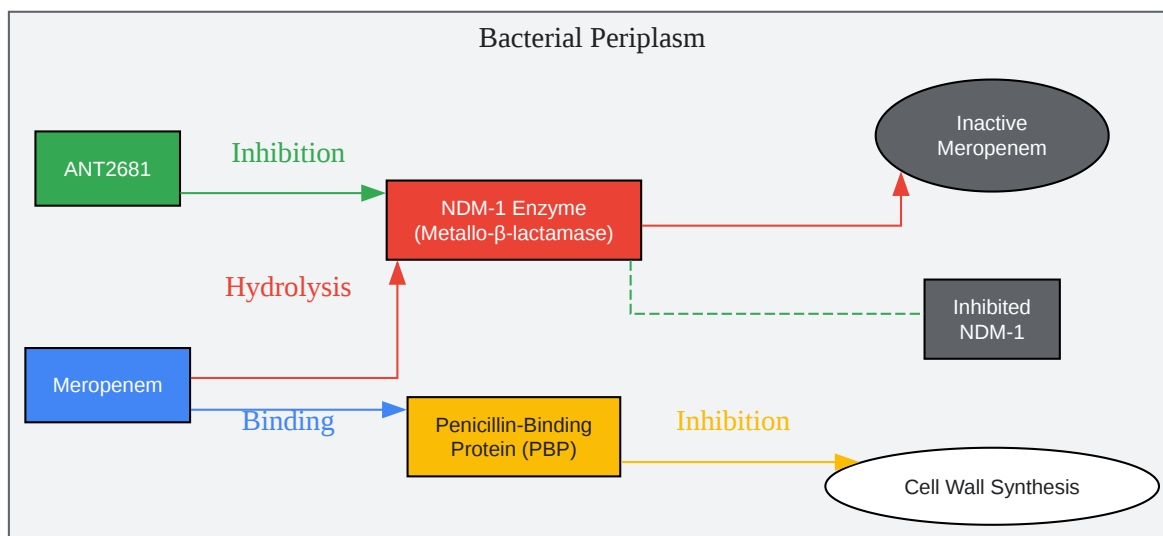 Bacterial Periplasm
ANT2681
Inhibition
NDM-1 Enzyme
(Metallo-β-lactamase)
Inactive
Meropenem
Hydrolysis
Inhibited
NDM-1
Meropenem
Binding
Penicillin-Binding
Protein (PBP)
Inhibition
Cell Wall Synthesis